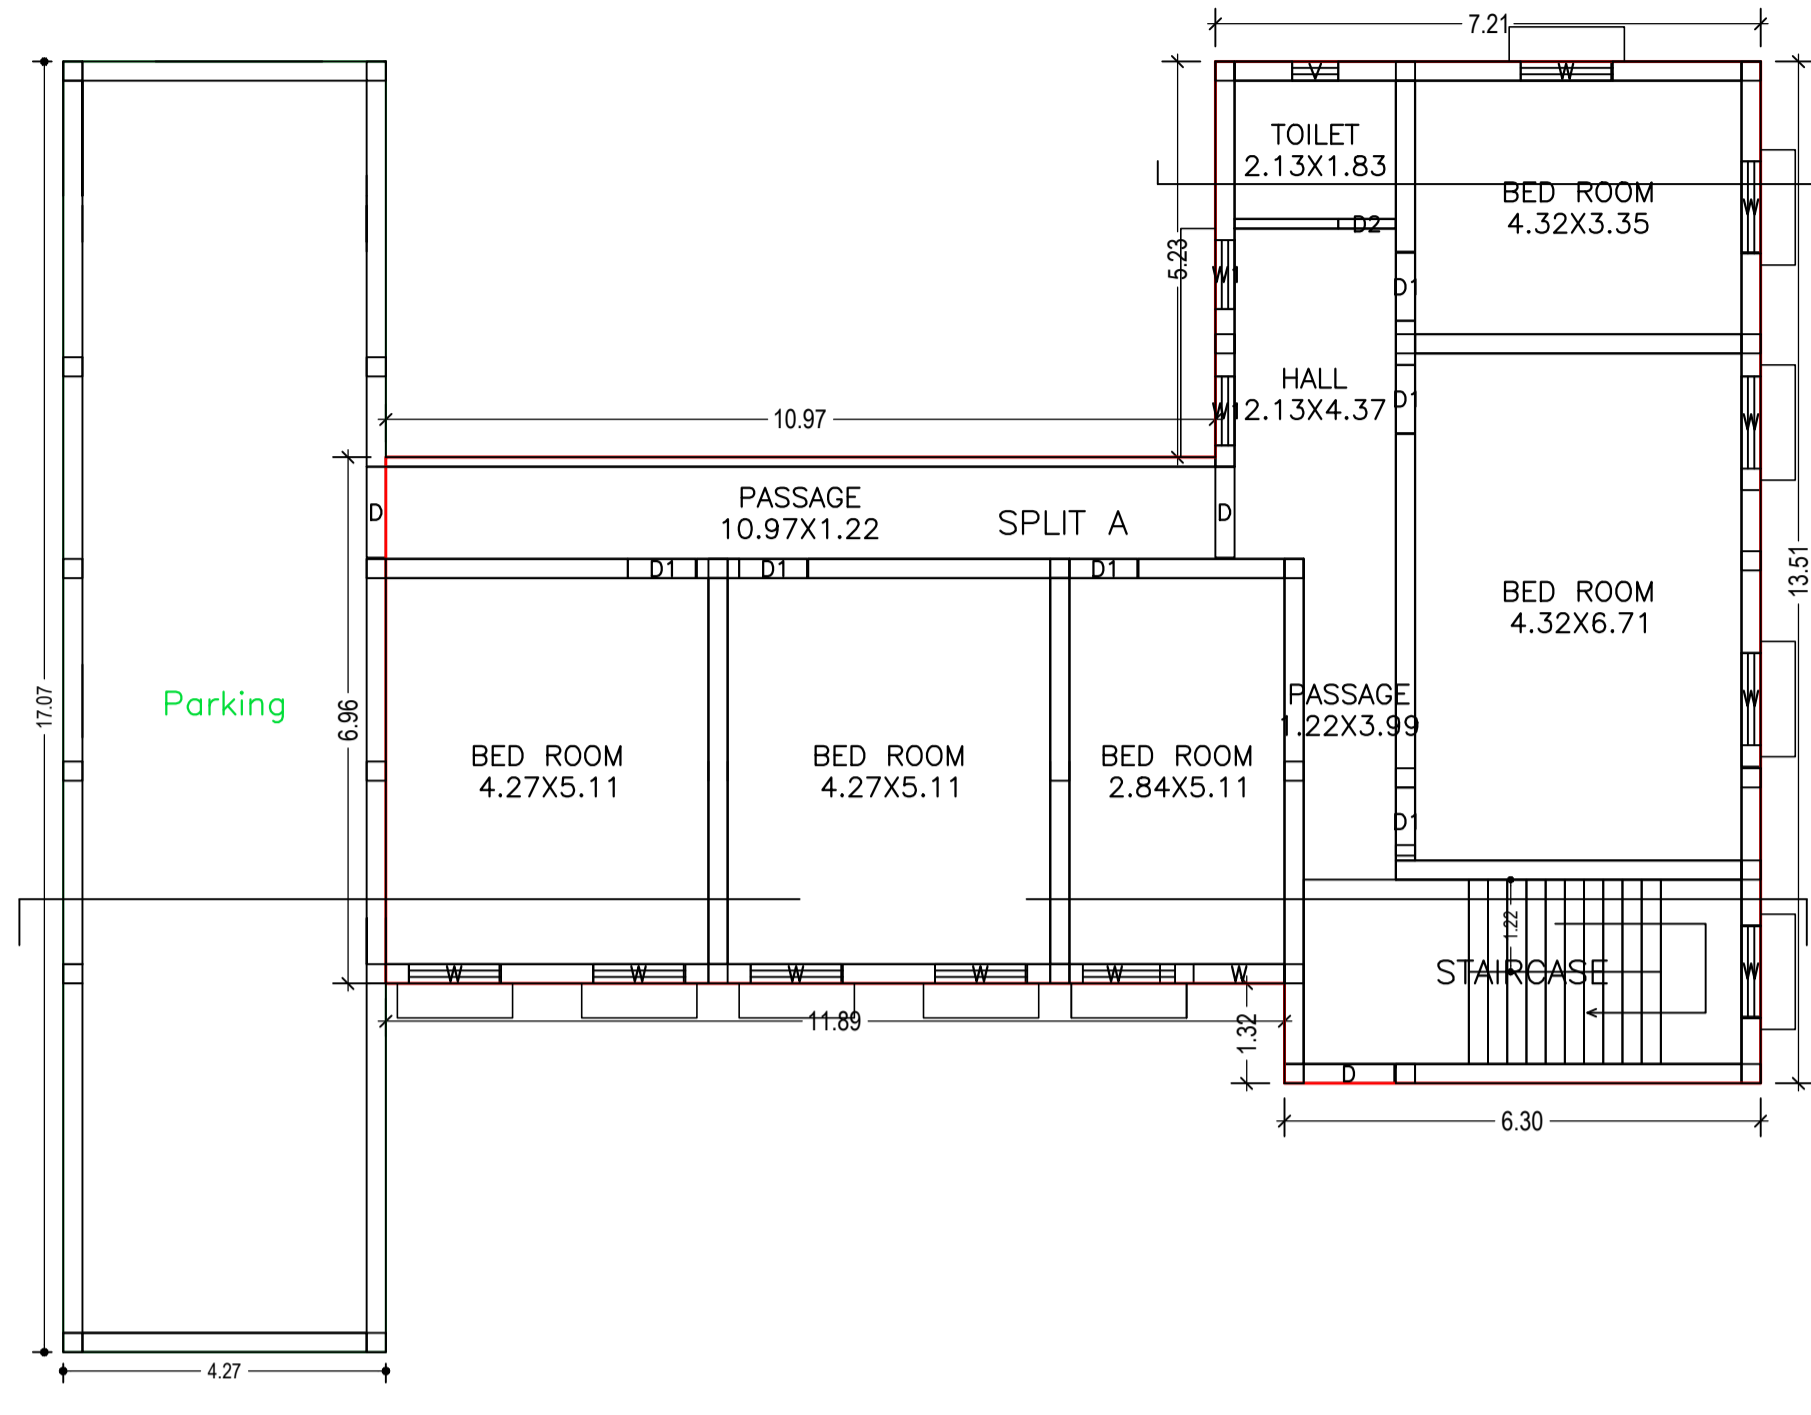 7.21
V
W
TOILET
2.13X1.83
BED ROOM
4.32X3.35
W
D2
5.23
W1
D1
HALL
2.13X4.37
W1
D1
W
10.97
PASSAGE
10.97X1.22
SPLIT A
D
D
D1
D1
D1
13.51
BED ROOM
4.32X6.71
Parking
17.07
6.96
PASSAGE
1.22X3.99
W
BED ROOM
4.27X5.11
BED ROOM
4.27X5.11
BED ROOM
2.84X5.11
D1
1.22
STAIRCASE
W
W
W
W
W
W
W
11.89
1.32
D
6.30
4.27